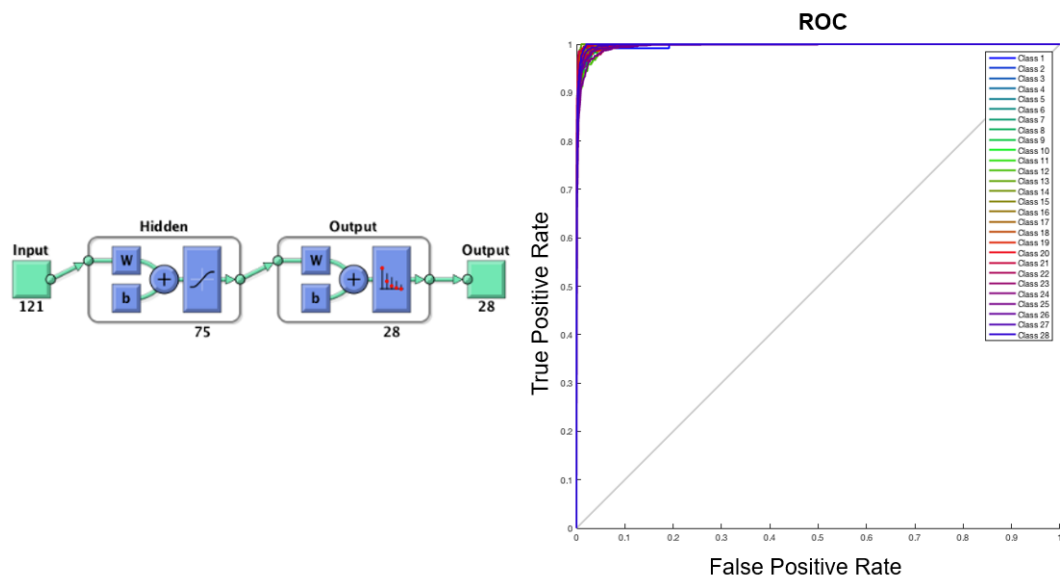 Hidden
Output
Input
Output
W
b
+
W
b
+
121
75
28
28
ROC
True Positive Rate
1
0.9
0.8
0.7
0.6
0.5
0.4
0.3
0.2
0.1
0
0
0.1
0.2
0.3
0.4
0.5
0.6
0.7
0.8
0.9
1
False Positive Rate
Class 1
Class 2
Class 3
Class 4
Class 5
Class 6
Class 7
Class 8
Class 9
Class 10
Class 11
Class 12
Class 13
Class 14
Class 15
Class 16
Class 17
Class 18
Class 19
Class 20
Class 21
Class 22
Class 23
Class 24
Class 25
Class 26
Class 27
Class 28